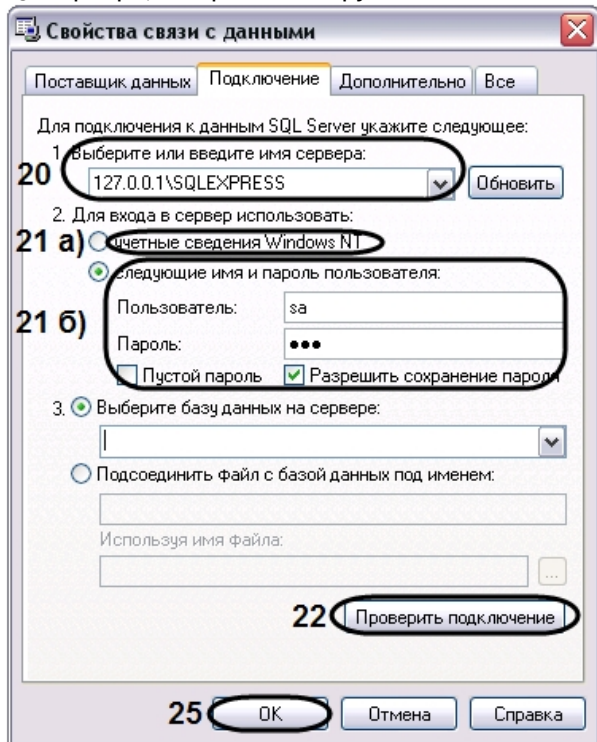 Свойства связи с данными
Поставщик данных Подключение Дополнительно Все
Для подключения к данным SQL Server укажите следующее:
1. Выберите или введите имя сервера:
20 127.0.0.1\SQLEXPRESS Обновить
2. Для входа в сервер использовать:
21 а) учетные сведения Windows NT
следующие имя и пароль пользователя:
21 б) Пользователь: sa
Пароль: ●●●
Пустой пароль Разрешить сохранение пароля
3. Выберите базу данных на сервере:
Подсоединить файл с базой данных под именем:
Используя имя файла:
...
22 Проверить подключение
25 OK Отмена Справка